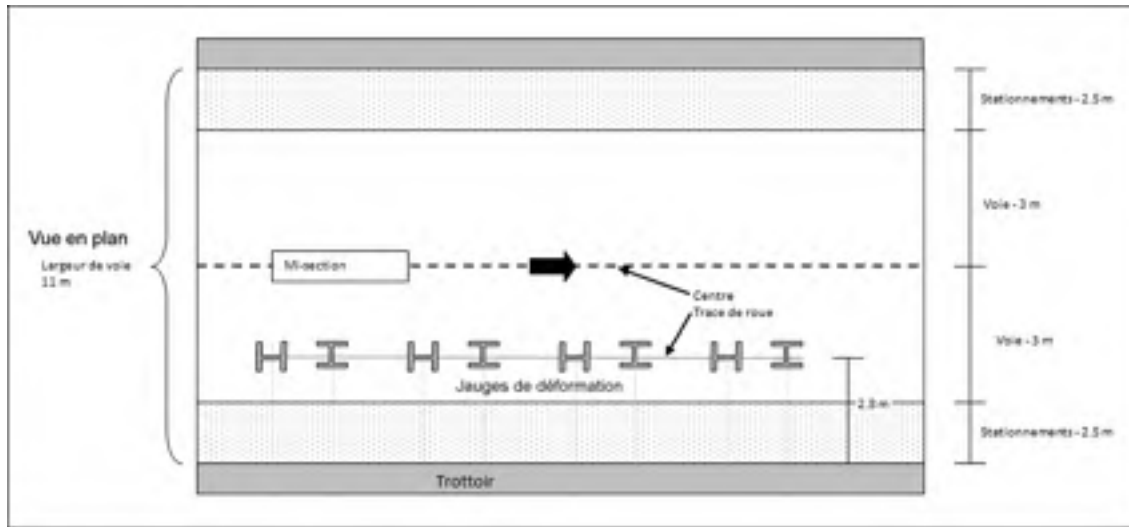 Stationnements - 2.5 m
Voie - 3 m
Vue en plan
Largeur de voie
11 m
Mi-section
Centre
Trace de roue
Voie - 3 m
Jauges de déformation
2.3 m
Stationnements - 2.5 m
Trottoir